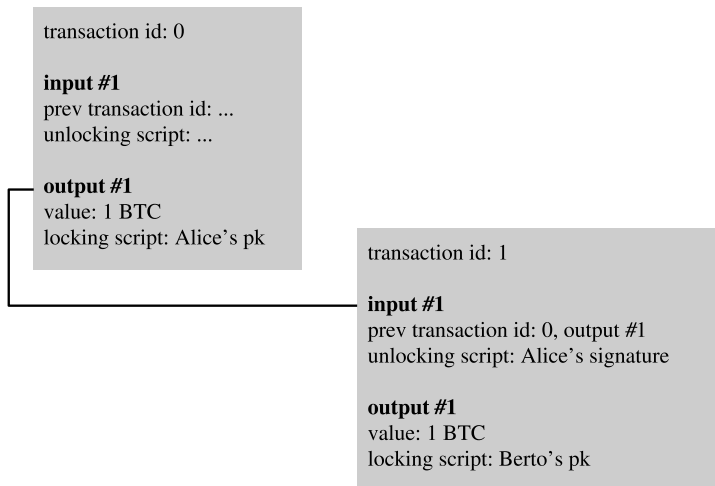 transaction id: 0
input #1
prev transaction id: ...
unlocking script: ...
output #1
value: 1 BTC
locking script: Alice’s pk
transaction id: 1
input #1
prev transaction id: 0, output #1
unlocking script: Alice’s signature
output #1
value: 1 BTC
locking script: Berto’s pk